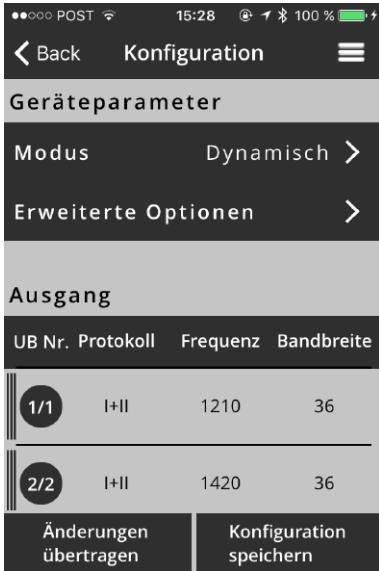 POST 15:28 100 %
Back Konfiguration
Geräteparameter
Modus Dynamisch
Erweiterte Optionen
Ausgang
UB Nr. Protokoll Frequenz Bandbreite
1/1 I+II 1210 36
2/2 I+II 1420 36
Änderungen Konfiguration
übertragen speichern